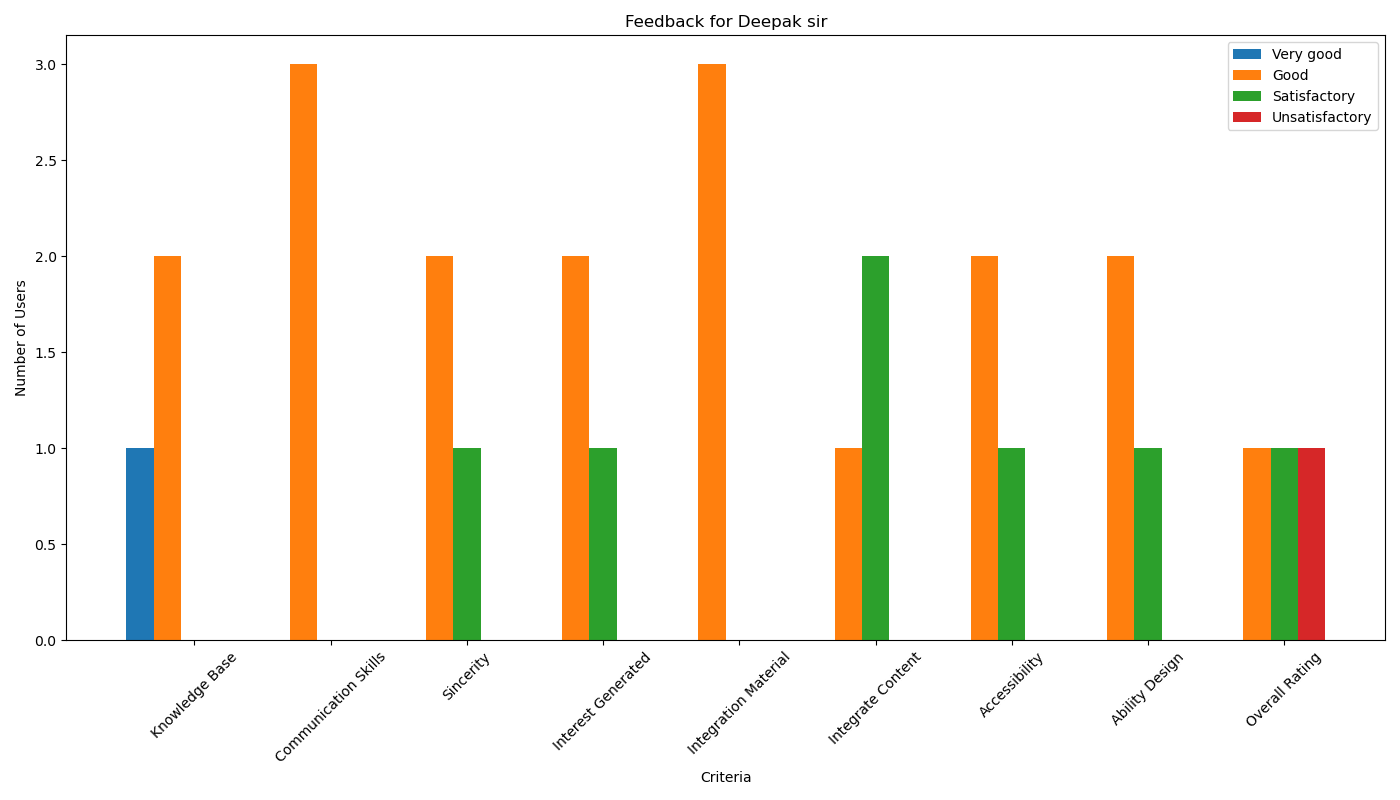 Feedback for Deepak sir
Very good
Good
Satisfactory
Unsatisfactory
3.0
2.5
2.0
1.5
1.0
0.5
0.0
Number of Users
Knowledge Base
Communication Skills
Sincerity
Interest Generated
Integration Material
Integrate Content
Accessibility
Ability Design
Overall Rating
Criteria